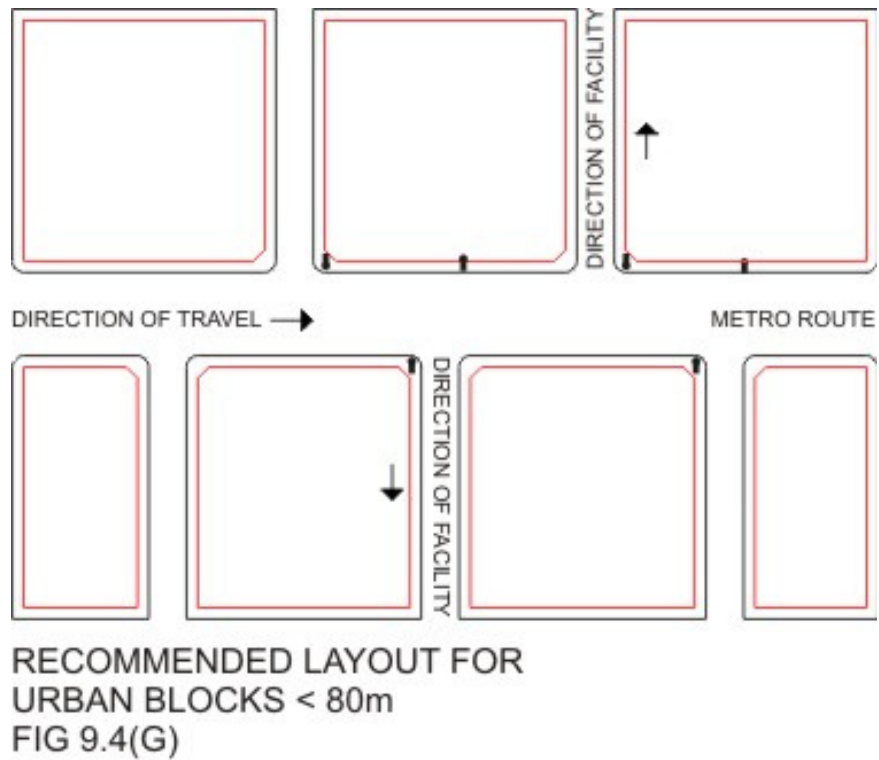 DIRECTION OF FACILITY
DIRECTION OF TRAVEL
METRO ROUTE
DIRECTION OF FACILITY
RECOMMENDED LAYOUT FOR
URBAN BLOCKS < 80m
FIG 9.4(G)